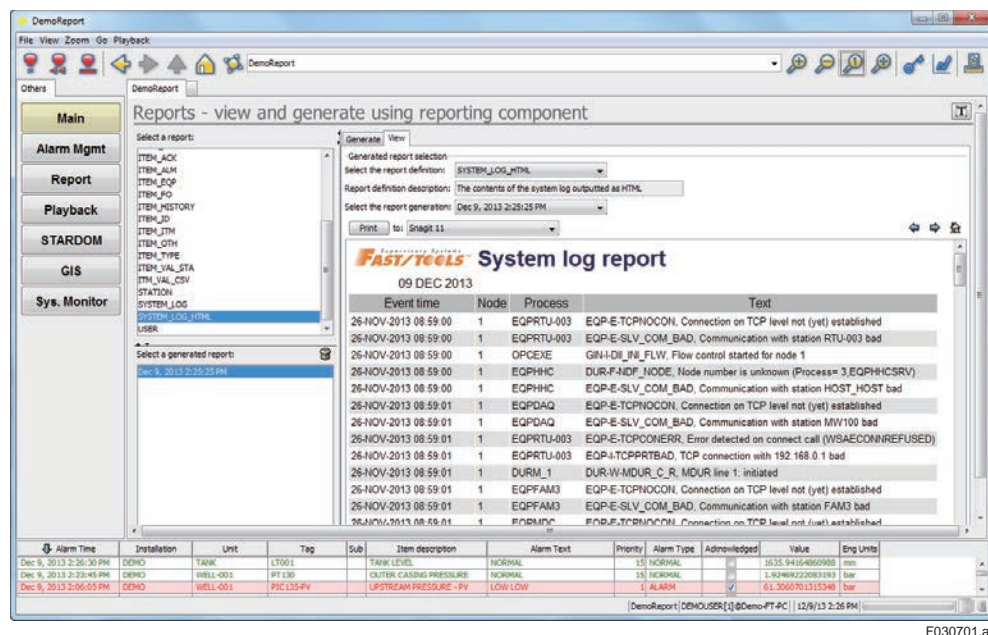 DemoReport
File View Zoom Go Playback
DemoReport
Others
DemoReport
Main
Alarm Mgmt
Report
Playback
STARDOM
GIS
Sys. Monitor
Reports - view and generate using reporting component
T
Select a report:
ITEM_ACK
ITEM_ALM
ITEM_EQP
ITEM_FO
ITEM_HISTORY
ITEM_ID
ITEM_ITM
ITEM_OTH
ITEM_TYPE
ITEM_VAL_STA
ITM_VAL_CSV
STATION
SYSTEM_LOG
SYSTEM_LOG_HTML
USER
Select a generated report:
Dec 9, 2013 2:25:25 PM
Generate View
Generated report selection
Select the report definition: SYSTEM_LOG_HTML
Report definition description: The contents of the system log outputted as HTML.
Select the report generation: Dec 9, 2013 2:25:25 PM
Print to: Snagit 11
Supervisory Systems
FAST/TOOLS System log report
09 DEC 2013
Event time Node Process Text
26-NOV-2013 08:59:00 1 EQPRTU-003 EQP-E-TCPNOCON, Connection on TCP level not (yet) established
26-NOV-2013 08:59:00 1 EQPRTU-003 EQP-E-SLV_COM_BAD, Communication with station RTU-003 bad
26-NOV-2013 08:59:00 1 OPCEXE GIN-I-DII_INI_FLW, Flow control started for node 1
26-NOV-2013 08:59:00 1 EQPHHC DUR-F-NDF_NODE, Node number is unknown (Process= 3,EQPHHCSRV)
26-NOV-2013 08:59:00 1 EQPHHC EQP-E-SLV_COM_BAD, Communication with station HOST_HOST bad
26-NOV-2013 08:59:01 1 EQPDAQ EQP-E-TCPNOCON, Connection on TCP level not (yet) established
26-NOV-2013 08:59:01 1 EQPDAQ EQP-E-SLV_COM_BAD, Communication with station MW100 bad
26-NOV-2013 08:59:01 1 EQPRTU-003 EQP-E-TCPCONERR, Error detected on connect call (WSAECONNREFUSED)
26-NOV-2013 08:59:01 1 EQPRTU-003 EQP-I-TCPPRTBAD, TCP connection with 192.168.0.1 bad
26-NOV-2013 08:59:01 1 DURM_1 DUR-W-MDUR_C_R, MDUR line 1: initiated
26-NOV-2013 08:59:01 1 EQPFAM3 EQP-E-TCPNOCON, Connection on TCP level not (yet) established
26-NOV-2013 08:59:01 1 EQPFAM3 EQP-E-SLV_COM_BAD, Communication with station FAM3 bad
26-NOV-2013 08:59:01 1 EQPMDC EQP-E-TCPNOCON, Connection on TCP level not (yet) established
Alarm Time Installation Unit Tag Sub Item description Alarm Text Priority Alarm Type Acknowledged Value Eng Units
Dec 9, 2013 2:26:30 PM DEMO TANK LT001 TANK LEVEL NORMAL 15 NORMAL 1635.94164860988 mm
Dec 9, 2013 2:23:45 PM DEMO WELL-001 PT130 OUTER CASING PRESSURE NORMAL 15 NORMAL 1.92469222083193 bar
Dec 9, 2013 2:06:05 PM DEMO WELL-001 PIC135-PV UPSTREAM PRESSURE - PV LOW LOW 1 ALARM 61.3060701315348 bar
DemoReport DEMOUSER[1]@Demo-FT-PC 12/9/13 2:26 PM
F030701.ai